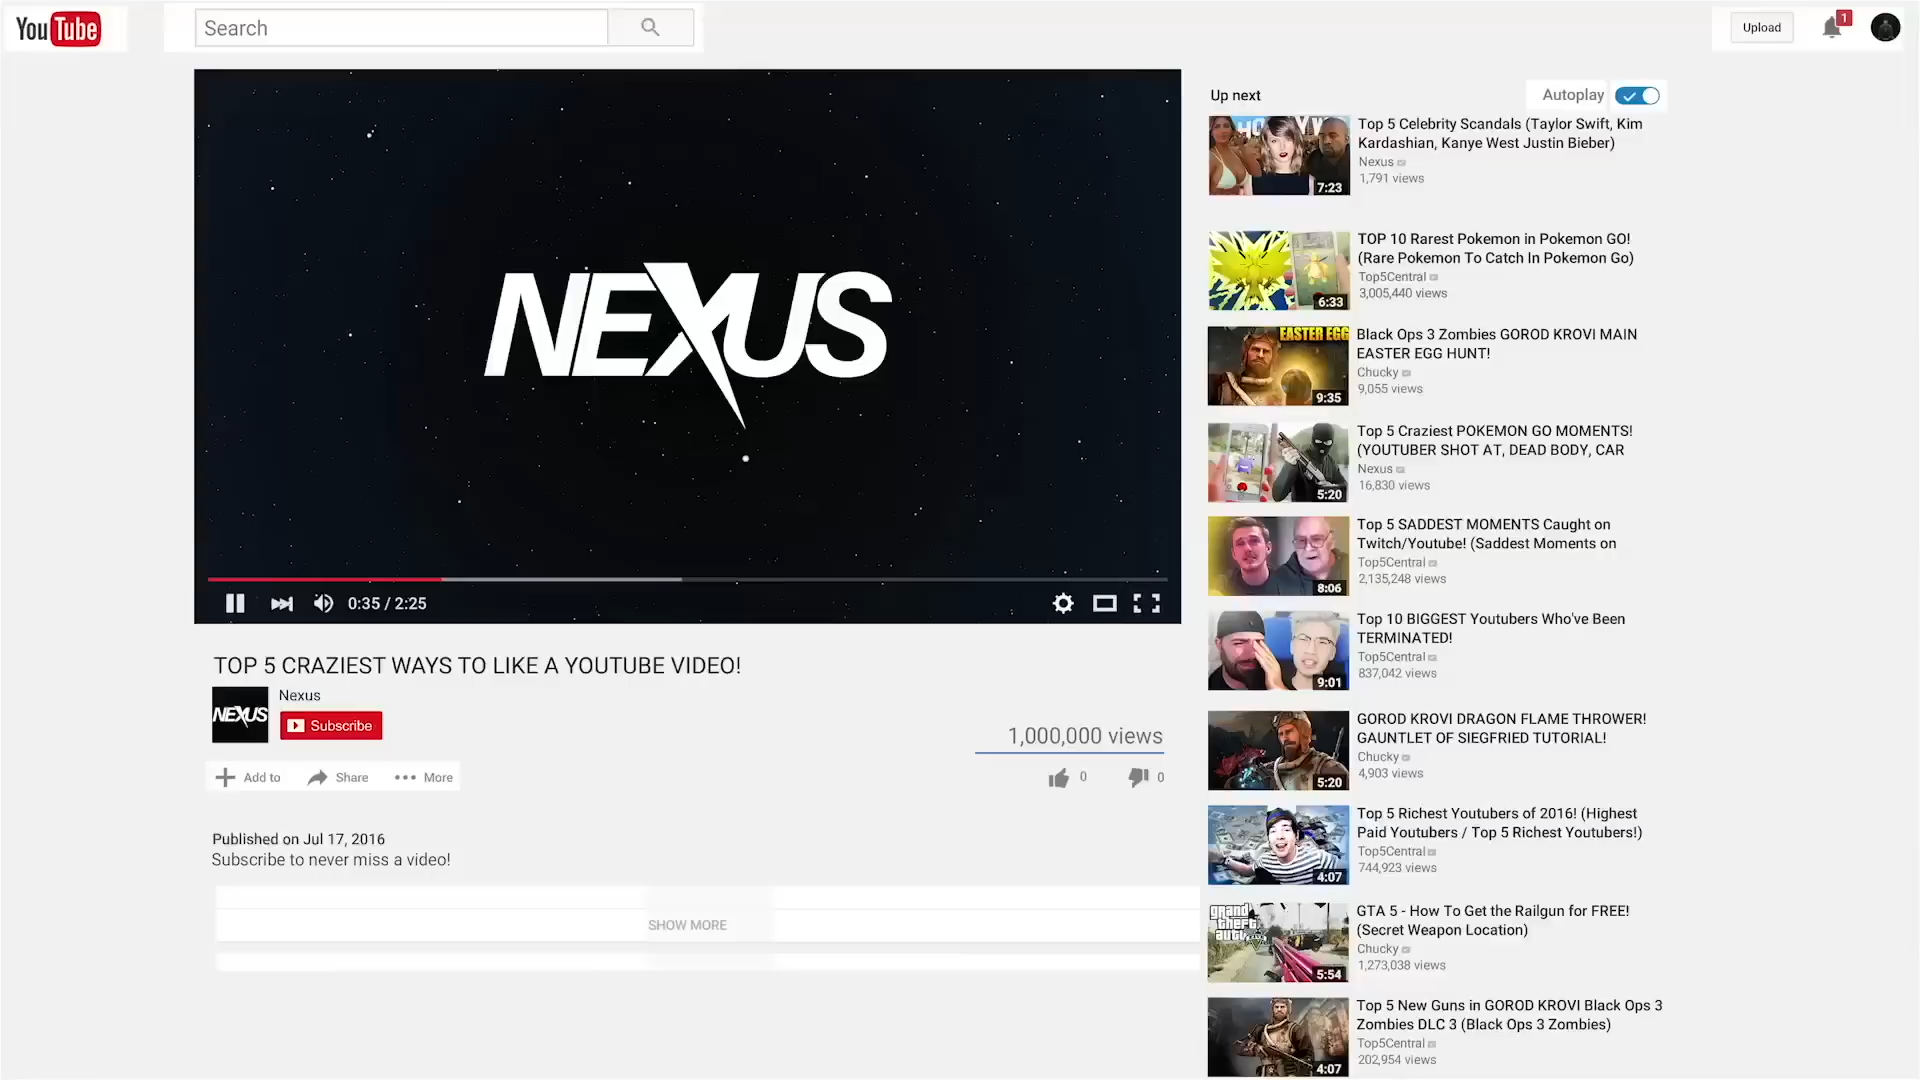 YouTube
Search
Upload
1
NEXUS
0:35 / 2:25
TOP 5 CRAZIEST WAYS TO LIKE A YOUTUBE VIDEO!
NEXUS
Nexus
Subscribe
1,000,000 views
Add to
Share
More
0
0
Published on Jul 17, 2016
Subscribe to never miss a video!
SHOW MORE
Up next
Autoplay
7:23
Top 5 Celebrity Scandals (Taylor Swift, Kim
Kardashian, Kanye West Justin Bieber)
Nexus
1,791 views
6:33
TOP 10 Rarest Pokemon in Pokemon GO!
(Rare Pokemon To Catch In Pokemon Go)
Top5Central
3,005,440 views
EASTER EGG
9:35
Black Ops 3 Zombies GOROD KROVI MAIN
EASTER EGG HUNT!
Chucky
9,055 views
5:20
Top 5 Craziest POKEMON GO MOMENTS!
(YOUTUBER SHOT AT, DEAD BODY, CAR
Nexus
16,830 views
8:06
Top 5 SADDEST MOMENTS Caught on
Twitch/Youtube! (Saddest Moments on
Top5Central
2,135,248 views
9:01
Top 10 BIGGEST Youtubers Who've Been
TERMINATED!
Top5Central
837,042 views
5:20
GOROD KROVI DRAGON FLAME THROWER!
GAUNTLET OF SIEGFRIED TUTORIAL!
Chucky
4,903 views
4:07
Top 5 Richest Youtubers of 2016! (Highest
Paid Youtubers / Top 5 Richest Youtubers!)
Top5Central
744,923 views
grand
theft
auto
5:54
GTA 5 - How To Get the Railgun for FREE!
(Secret Weapon Location)
Chucky
1,273,038 views
4:07
Top 5 New Guns in GOROD KROVI Black Ops 3
Zombies DLC 3 (Black Ops 3 Zombies)
Top5Central
202,954 views